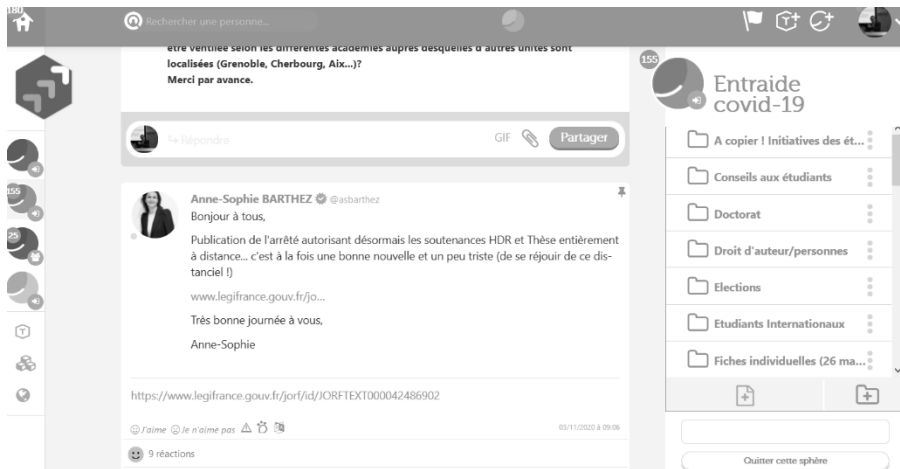 180
Rechercher une personne...
être ventilée selon les différentes académies auprès desquelles d'autres unités sont
localisées (Grenoble, Cherbourg, Aix...)?
Merci par avance.
Répondre
GIF
Partager
Anne-Sophie BARTHEZ @asbarthez
Bonjour à tous,
Publication de l'arrêté autorisant désormais les soutenances HDR et Thèse entièrement
à distance... c'est à la fois une bonne nouvelle et un peu triste (de se réjouir de ce dis-
tanciel !)
www.legifrance.gouv.fr/jo...
Très bonne journée à vous,
Anne-Sophie
https://www.legifrance.gouv.fr/jorf/id/JORFTEXT000042486902
J'aime Je n'aime pas
03/11/2020 à 09:06
9 réactions
155
25
155
Entraide
covid-19
A copier ! Initiatives des ét...
Conseils aux étudiants
Doctorat
Droit d'auteur/personnes
Elections
Etudiants Internationaux
Fiches individuelles (26 ma...
Quitter cette sphère